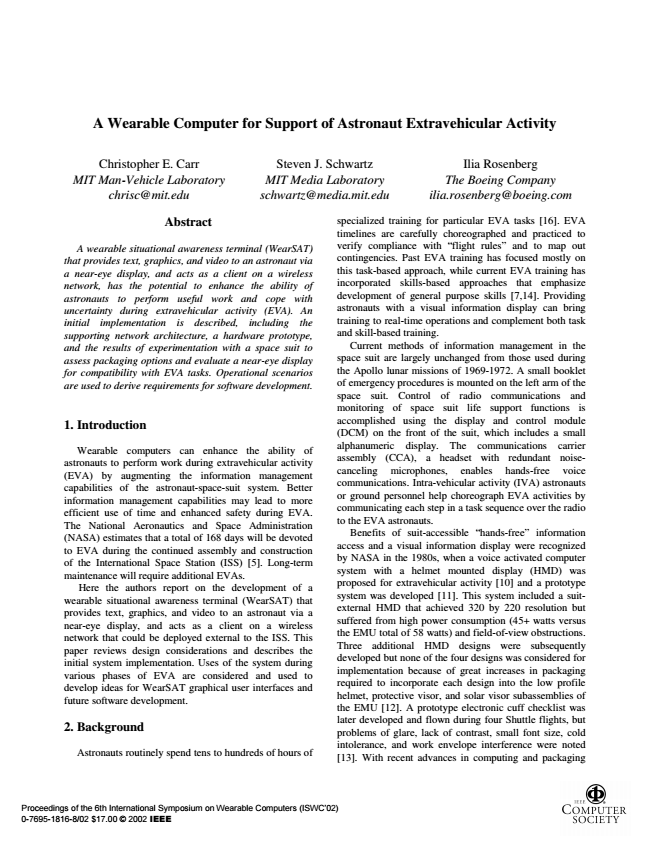 A Wearable Computer for Support of Astronaut Extravehicular Activity
Christopher E. Carr
MIT Man-Vehicle Laboratory
chrisc@mit.edu
Steven J. Schwartz
MIT Media Laboratory
schwartz@media.mit.edu
Ilia Rosenberg
The Boeing Company
ilia.rosenberg@boeing.com
Abstract
A wearable situational awareness terminal (WearSAT)
that provides text, graphics, and video to an astronaut via
a near-eye display, and acts as a client on a wireless
network, has the potential to enhance the ability of
astronauts to perform useful work and cope with
uncertainty during extravehicular activity (EVA). An
initial implementation is described, including the
supporting network architecture, a hardware prototype,
and the results of experimentation with a space suit to
assess packaging options and evaluate a near-eye display
for compatibility with EVA tasks. Operational scenarios
are used to derive requirements for software development.
1. Introduction
Wearable computers can enhance the ability of
astronauts to perform work during extravehicular activity
(EVA) by augmenting the information management
capabilities of the astronaut-space-suit system. Better
information management capabilities may lead to more
efficient use of time and enhanced safety during EVA.
The National Aeronautics and Space Administration
(NASA) estimates that a total of 168 days will be devoted
to EVA during the continued assembly and construction
of the International Space Station (ISS) [5]. Long-term
maintenance will require additional EVAs.
Here the authors report on the development of a
wearable situational awareness terminal (WearSAT) that
provides text, graphics, and video to an astronaut via a
near-eye display, and acts as a client on a wireless
network that could be deployed external to the ISS. This
paper reviews design considerations and describes the
initial system implementation. Uses of the system during
various phases of EVA are considered and used to
develop ideas for WearSAT graphical user interfaces and
future software development.
2. Background
Astronauts routinely spend tens to hundreds of hours of
specialized training for particular EVA tasks [16]. EVA
timelines are carefully choreographed and practiced to
verify compliance with “flight rules” and to map out
contingencies. Past EVA training has focused mostly on
this task-based approach, while current EVA training has
incorporated skills-based approaches that emphasize
development of general purpose skills [7,14]. Providing
astronauts with a visual information display can bring
training to real-time operations and complement both task
and skill-based training.
Current methods of information management in the
space suit are largely unchanged from those used during
the Apollo lunar missions of 1969-1972. A small booklet
of emergency procedures is mounted on the left arm of the
space suit. Control of radio communications and
monitoring of space suit life support functions is
accomplished using the display and control module
(DCM) on the front of the suit, which includes a small
alphanumeric display. The communications carrier
assembly (CCA), a headset with redundant noise-
canceling microphones, enables hands-free voice
communications. Intra-vehicular activity (IVA) astronauts
or ground personnel help choreograph EVA activities by
communicating each step in a task sequence over the radio
to the EVA astronauts.
Benefits of suit-accessible “hands-free” information
access and a visual information display were recognized
by NASA in the 1980s, when a voice activated computer
system with a helmet mounted display (HMD) was
proposed for extravehicular activity [10] and a prototype
system was developed [11]. This system included a suit-
external HMD that achieved 320 by 220 resolution but
suffered from high power consumption (45+ watts versus
the EMU total of 58 watts) and field-of-view obstructions.
Three additional HMD designs were subsequently
developed but none of the four designs was considered for
implementation because of great increases in packaging
required to incorporate each design into the low profile
helmet, protective visor, and solar visor subassemblies of
the EMU [12]. A prototype electronic cuff checklist was
later developed and flown during four Shuttle flights, but
problems of glare, lack of contrast, small font size, cold
intolerance, and work envelope interference were noted
[13]. With recent advances in computing and packaging
Proceedings of the 6th International Symposium on Wearable Computers (ISWC’02)
0-7695-1816-8/02 $17.00 © 2002 IEEE
IEEE
COMPUTER
SOCIETY